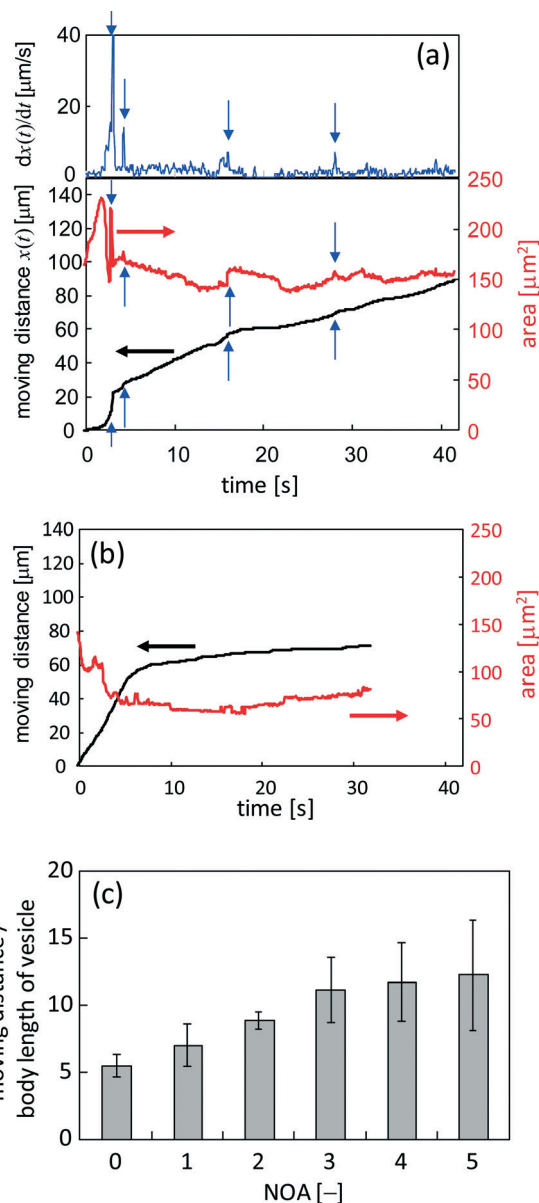 (a)
dx(t)/dt [μm/s]
40
20
0
moving distance x(t) [μm]
140
120
100
80
60
40
20
0
250
200
150
100
50
0
area [μm²]
0 10 20 30 40
time [s]
(b)
moving distance [μm]
140
120
100
80
60
40
20
0
250
200
150
100
50
0
area [μm²]
0 10 20 30 40
time [s]
(c)
body length of vesicle
20
15
10
5
0
0 1 2 3 4 5
NOA [−]